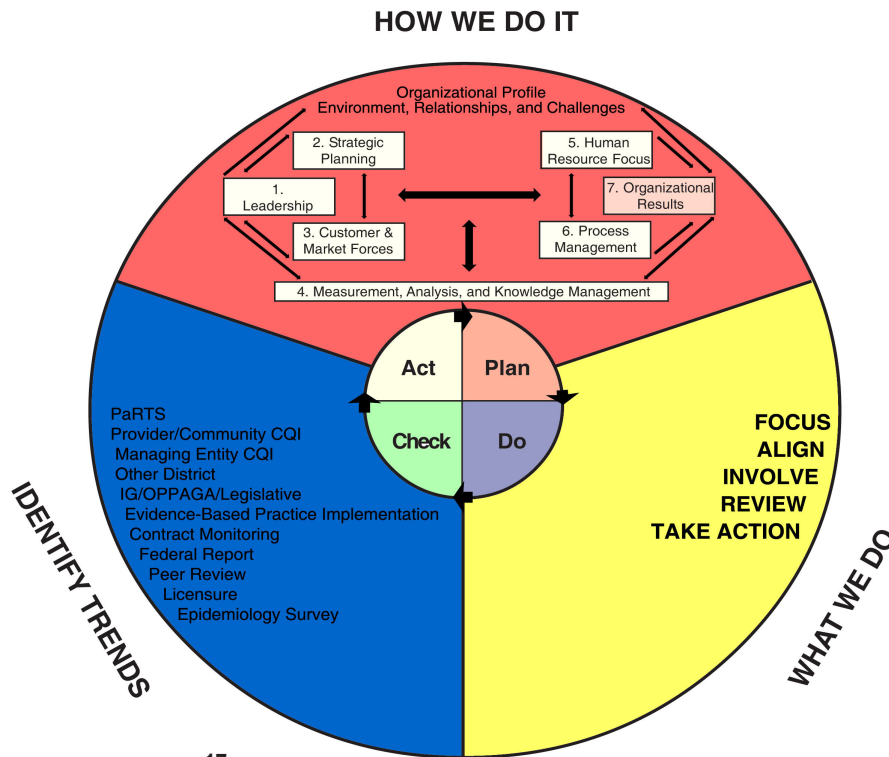 HOW WE DO IT
Organizational Profile
Environment, Relationships, and Challenges
2. Strategic
Planning
5. Human
Resource Focus
1.
Leadership
7. Organizational
Results
3. Customer &
Market Forces
6. Process
Management
4. Measurement, Analysis, and Knowledge Management
Act
Plan
Check
Do
PaRTS
Provider/Community CQI
Managing Entity CQI
Other District
IG/OPPAGA/Legislative
Evidence-Based Practice Implementation
Contract Monitoring
Federal Report
Peer Review
Licensure
Epidemiology Survey
FOCUS
ALIGN
INVOLVE
REVIEW
TAKE ACTION
IDENTIFY TRENDS
WHAT WE DO